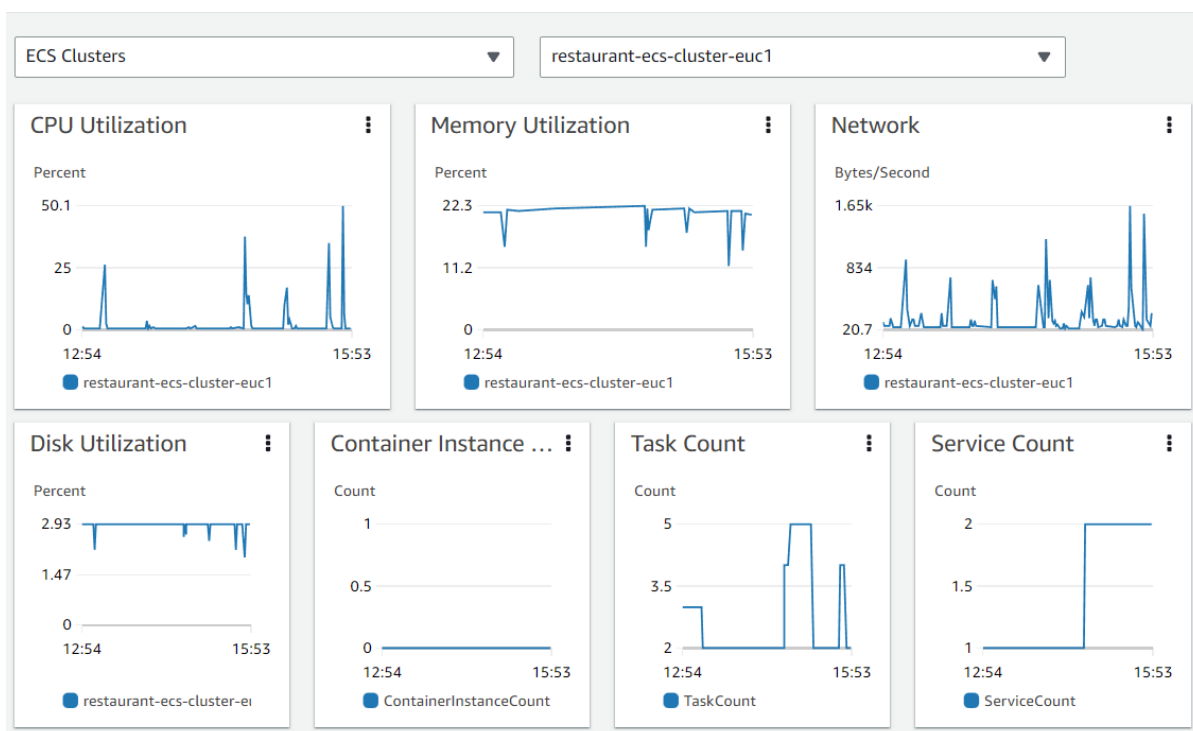 ECS Clusters
restaurant-ecs-cluster-euc1
CPU Utilization
Percent
50.1
25
0
12:54
15:53
restaurant-ecs-cluster-euc1
Memory Utilization
Percent
22.3
11.2
0
12:54
15:53
restaurant-ecs-cluster-euc1
Network
Bytes/Second
1.65k
834
20.7
12:54
15:53
restaurant-ecs-cluster-euc1
Disk Utilization
Percent
2.93
1.47
0
12:54
15:53
restaurant-ecs-cluster-eu
Container Instance ...
Count
1
0.5
0
12:54
15:53
ContainerInstanceCount
Task Count
Count
5
3.5
2
12:54
15:53
TaskCount
Service Count
Count
2
1.5
1
12:54
15:53
ServiceCount